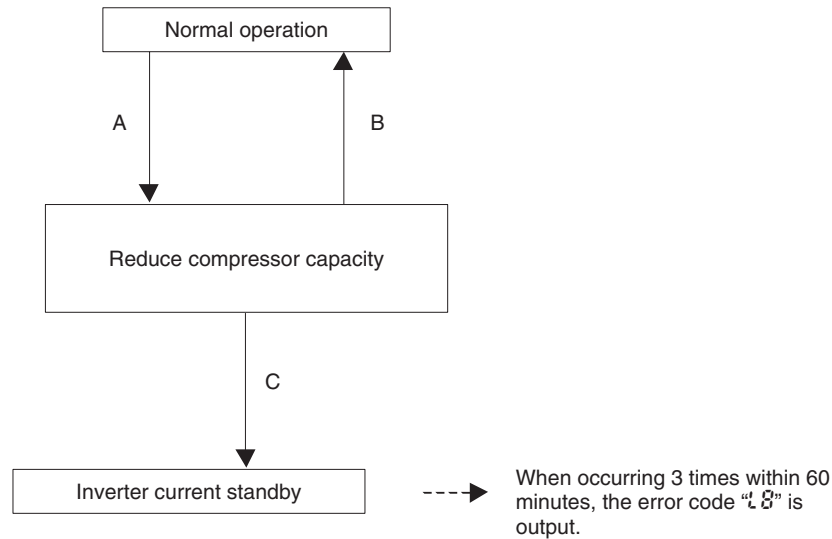 Normal operation
A
B
Reduce compressor capacity
C
Inverter current standby
When occurring 3 times within 60
minutes, the error code “L8” is
output.